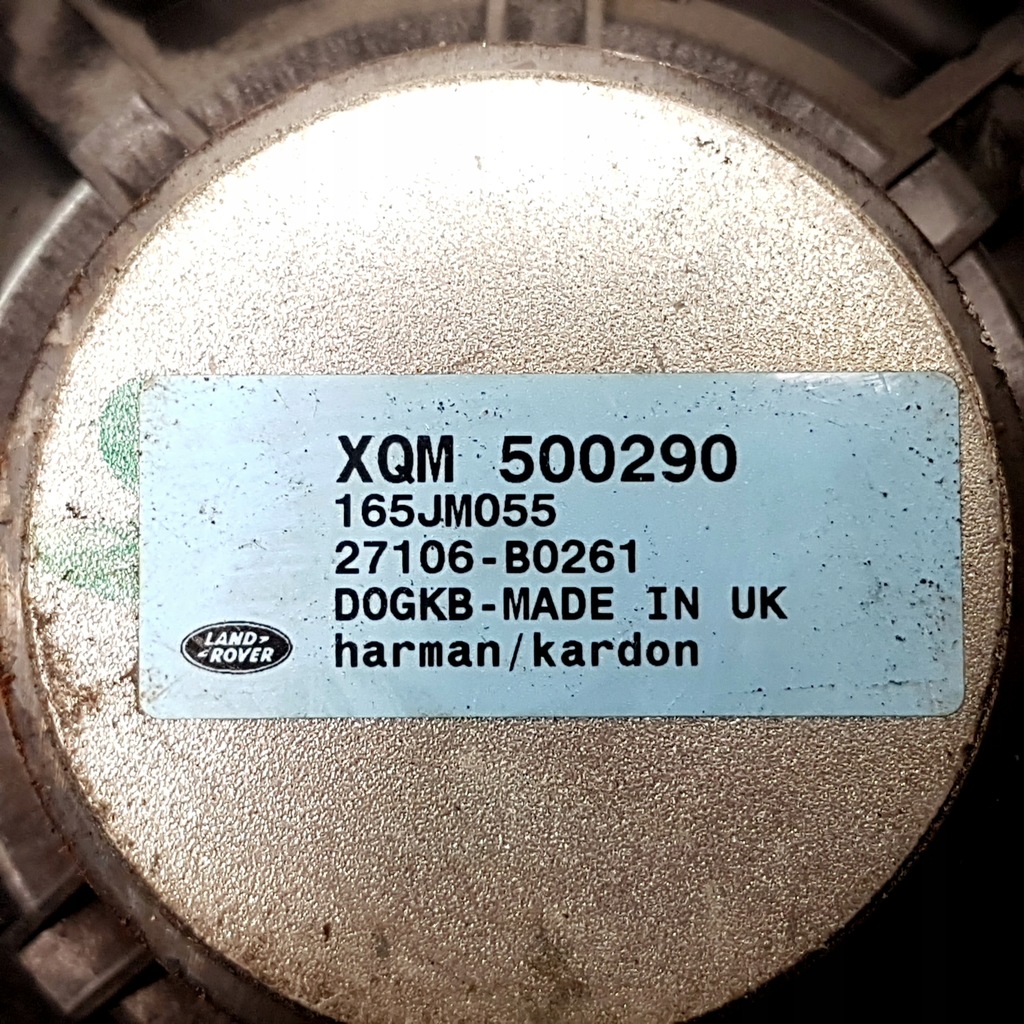 XQM 500290
165JM055
27106-B0261
DOGKB-MADE IN UK
harman/kardon
LAND-
-ROVER